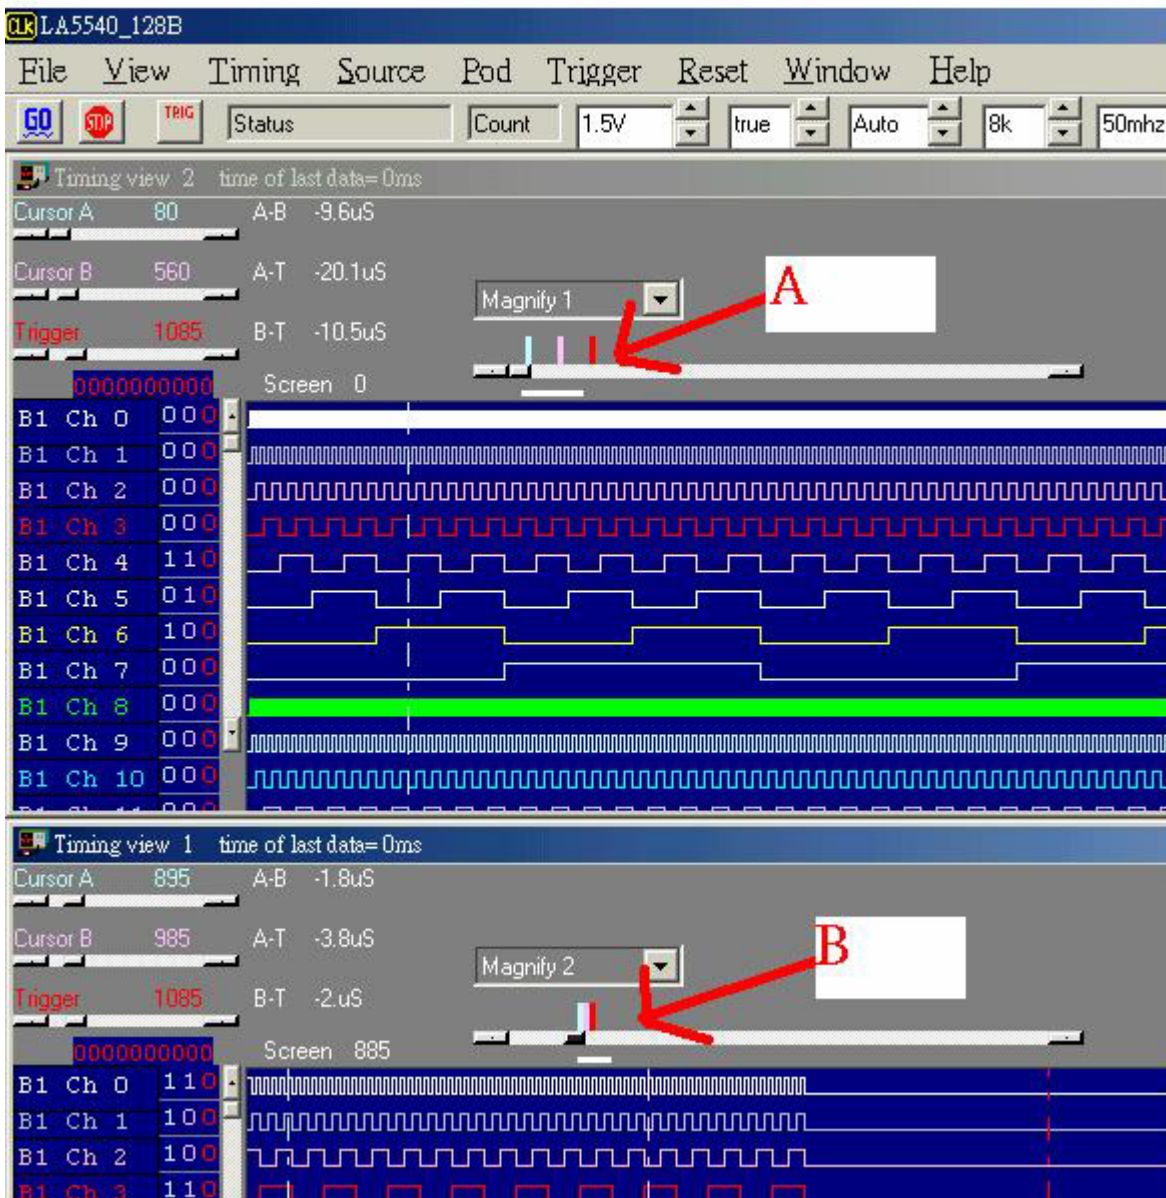 CLK LA5540_128B
File View Timing Source Pod Trigger Reset Window Help
GO STOP TRIG Status Count 1.5V true Auto 8k 50mhz
Timing view 2 time of last data= 0ms
Cursor A 80 A-B -9.6uS
Cursor B 560 A-T -20.1uS
Magnify 1
A
Trigger 1085 B-T -10.5uS
0000000000 Screen 0
B1 Ch 0 000
B1 Ch 1 000
B1 Ch 2 000
B1 Ch 3 000
B1 Ch 4 110
B1 Ch 5 010
B1 Ch 6 100
B1 Ch 7 000
B1 Ch 8 000
B1 Ch 9 000
B1 Ch 10 000
Timing view 1 time of last data= 0ms
Cursor A 895 A-B -1.8uS
Cursor B 985 A-T -3.8uS
Magnify 2
B
Trigger 1085 B-T -2.uS
0000000000 Screen 885
B1 Ch 0 110
B1 Ch 1 100
B1 Ch 2 100
B1 Ch 3 110